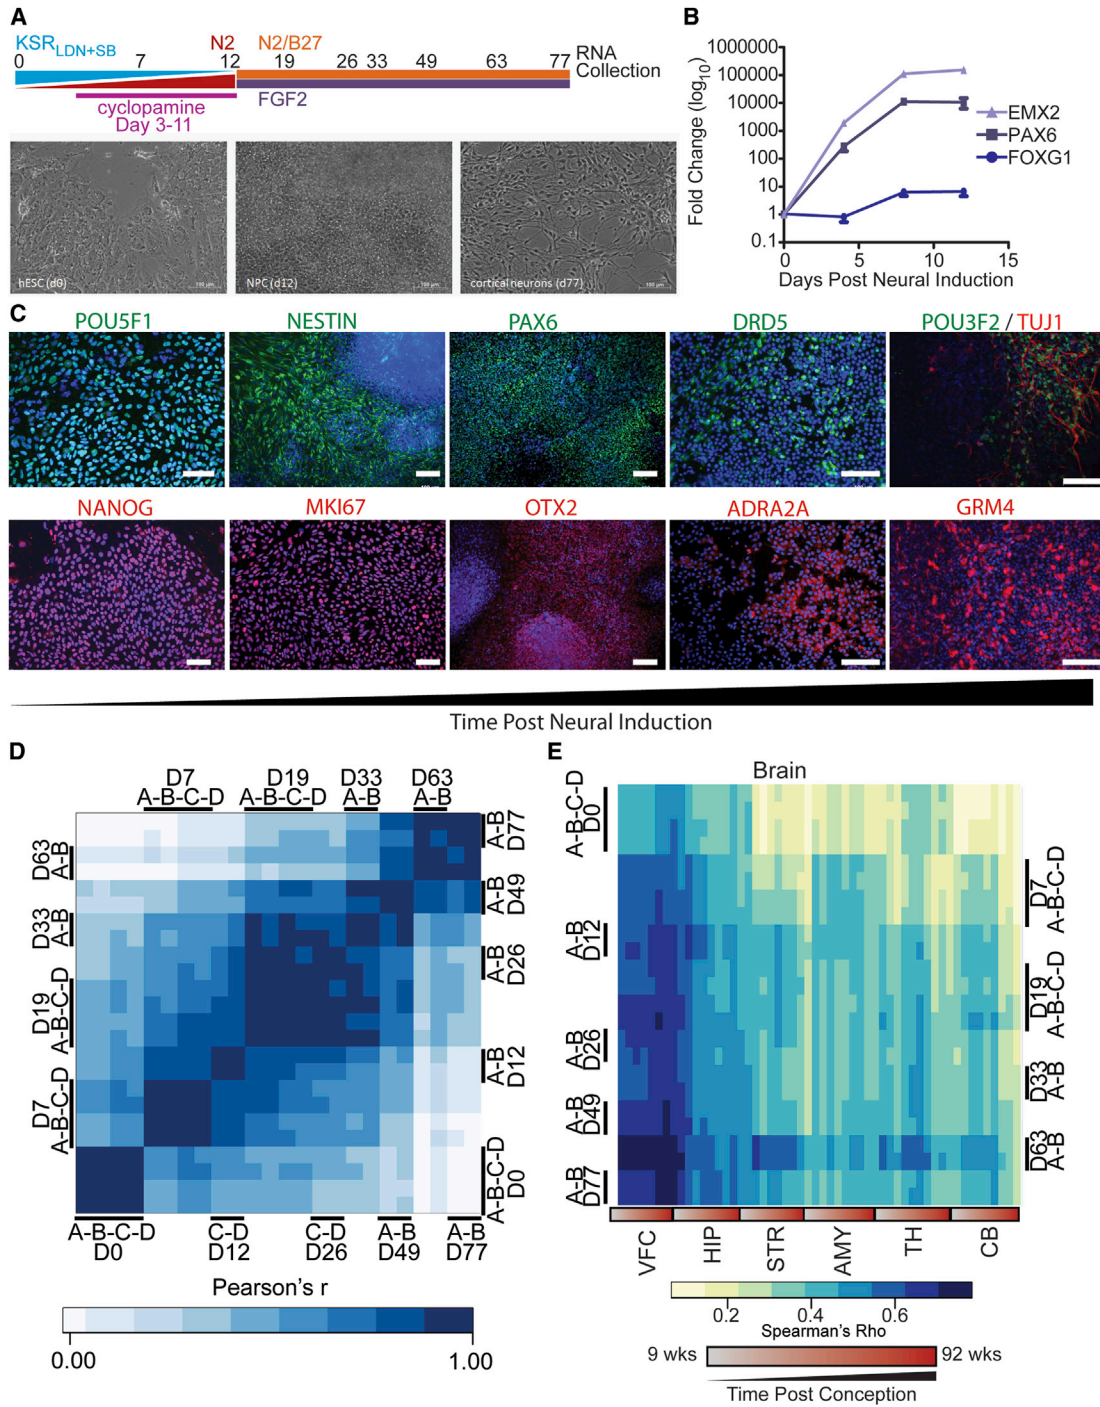 A
KSR LDN+SB N2 N2/B27
0 7 12 19 26 33 49 63 77 RNA Collection
cyclopamine
Day 3-11
FGF2
hESC (d0)
100 µm
NPC (d12)
100 µm
cortical neurons (d77)
100 µm
B
Fold Change (log10)
1000000
100000
10000
1000
100
10
1
0.1
0 5 10 15
Days Post Neural Induction
EMX2
PAX6
FOXG1
C
POU5F1 NESTIN PAX6 DRD5 POU3F2 / TUJ1
NANOG MKI67 OTX2 ADRA2A GRM4
Time Post Neural Induction
D
D7 D19 D33 D63
A-B-C-D A-B-C-D A-B A-B
D63
A-B
D33
A-B
D19
A-B-C-D
D7
A-B-C-D
A-B
D77
A-B
D49
A-B
D26
A-B
D12
A-B-C-D
D0
A-B-C-D C-D C-D A-B A-B
D0 D12 D26 D49 D77
Pearson's r
0.00 1.00
E
Brain
A-B-C-D
D0
A-B
D12
A-B
D26
A-B
D49
A-B
D77
D7
A-B-C-D
D19
A-B-C-D
D33
A-B
D63
A-B
VFC HIP STR AMY TH CB
0.2 0.4 0.6
Spearman's Rho
9 wks 92 wks
Time Post Conception